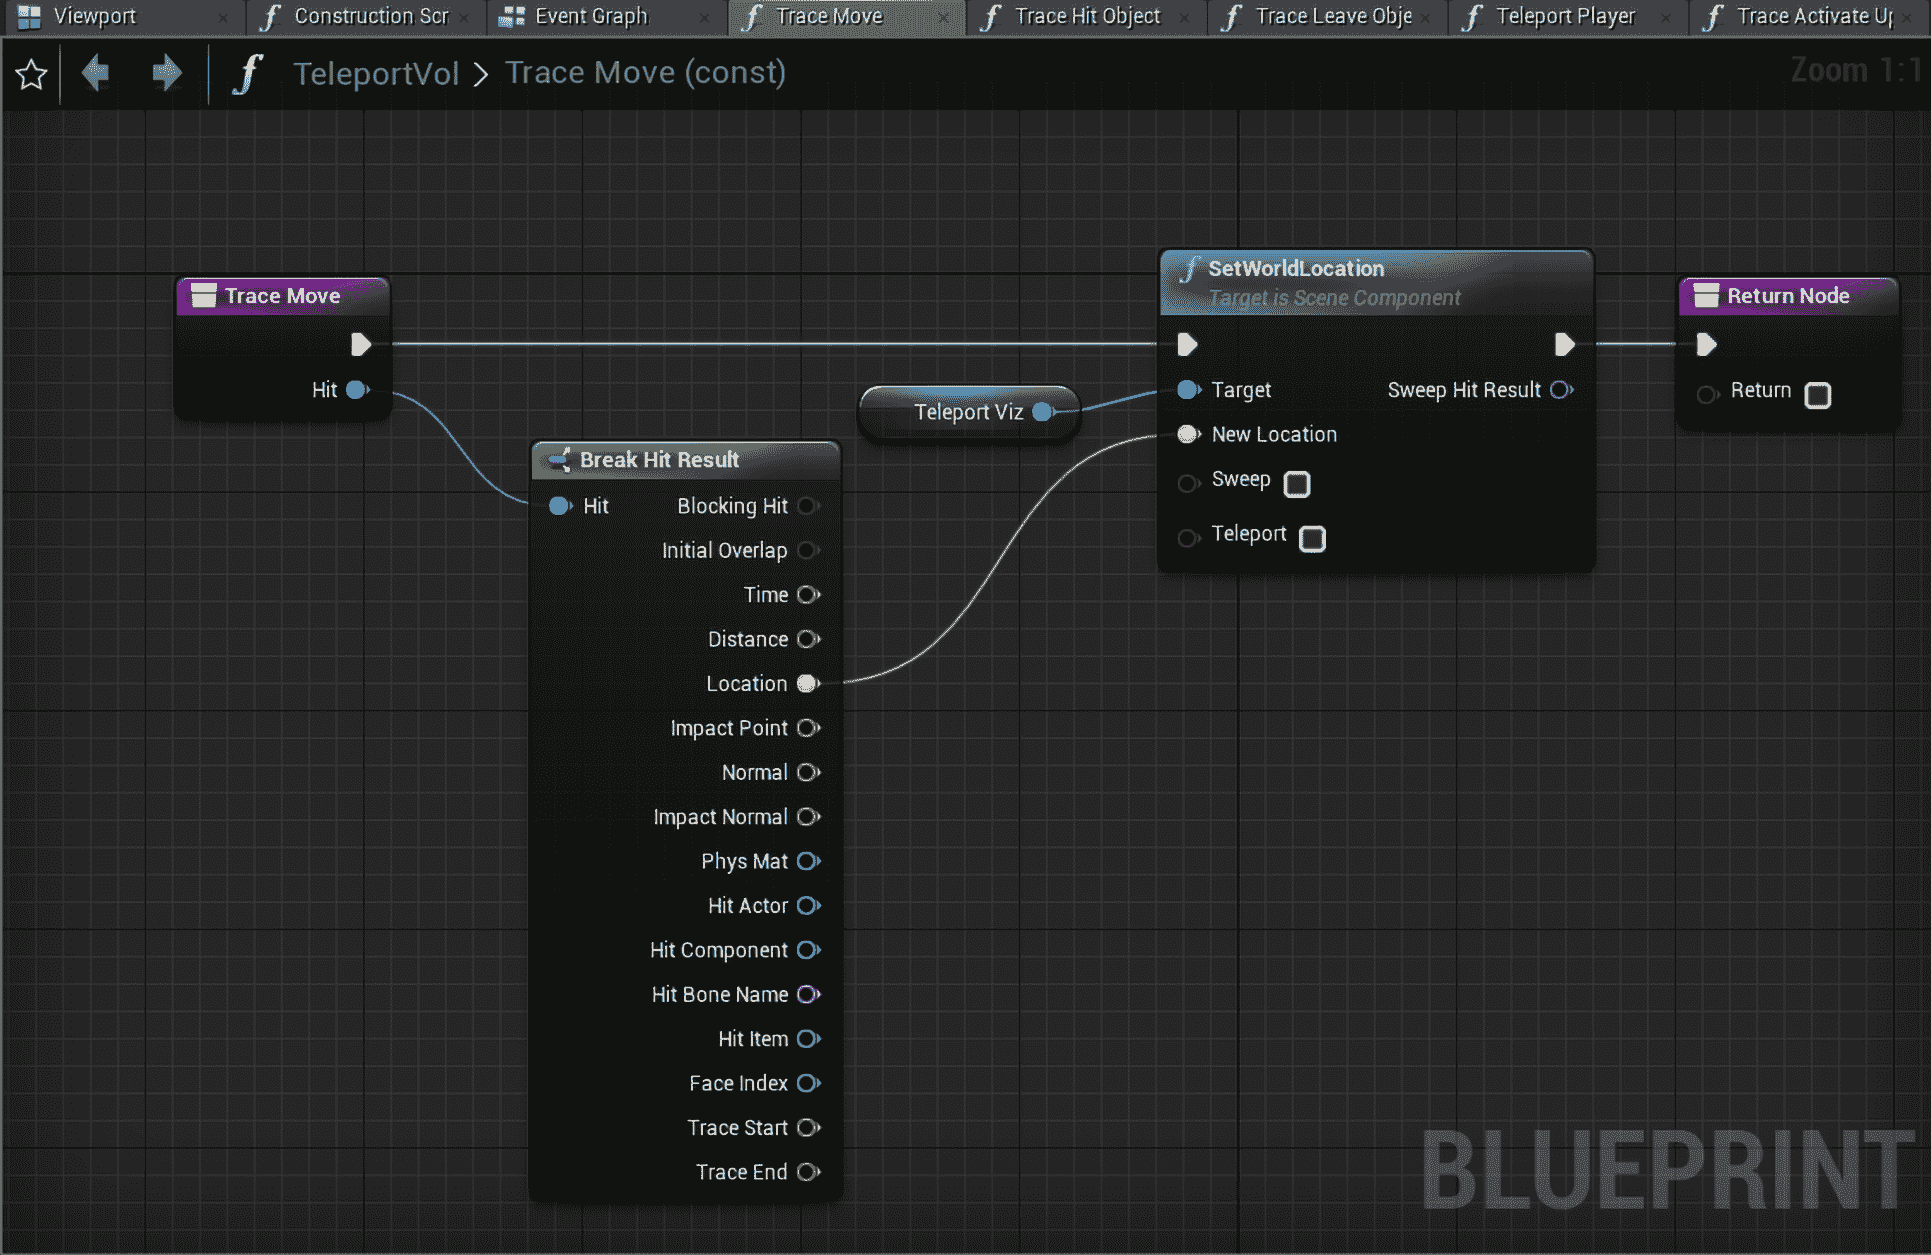 Viewport
Construction Scr
Event Graph
Trace Move
Trace Hit Object
Trace Leave Obje
Teleport Player
Trace Activate Up
TeleportVol > Trace Move (const)
Zoom 1:1
Trace Move
Hit
Break Hit Result
Hit
Blocking Hit
Initial Overlap
Time
Distance
Location
Impact Point
Normal
Impact Normal
Phys Mat
Hit Actor
Hit Component
Hit Bone Name
Hit Item
Face Index
Trace Start
Trace End
Teleport Viz
SetWorldLocation
Target is Scene Component
Target
Sweep Hit Result
New Location
Sweep
Teleport
Return Node
Return
BLUEPRINT